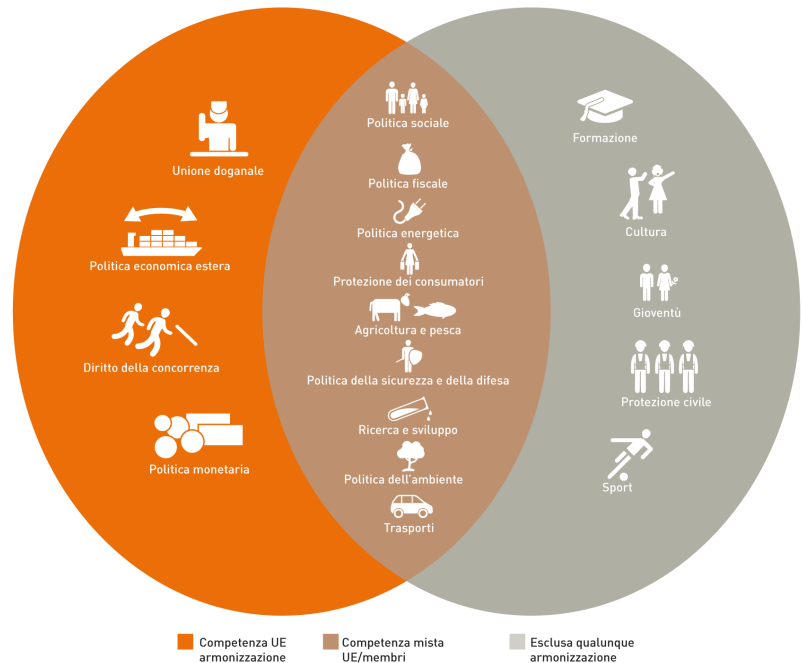 Unione doganale
Politica economica estera
Diritto della concorrenza
Politica monetaria
Politica sociale
Politica fiscale
Politica energetica
Protezione dei consumatori
Agricoltura e pesca
Politica della sicurezza e della difesa
Ricerca e sviluppo
Politica dell'ambiente
Trasporti
Formazione
Cultura
Gioventù
Protezione civile
Sport
Competenza UE
armonizzazione
Competenza mista
UE/membri
Esclusa qualunque
armonizzazione